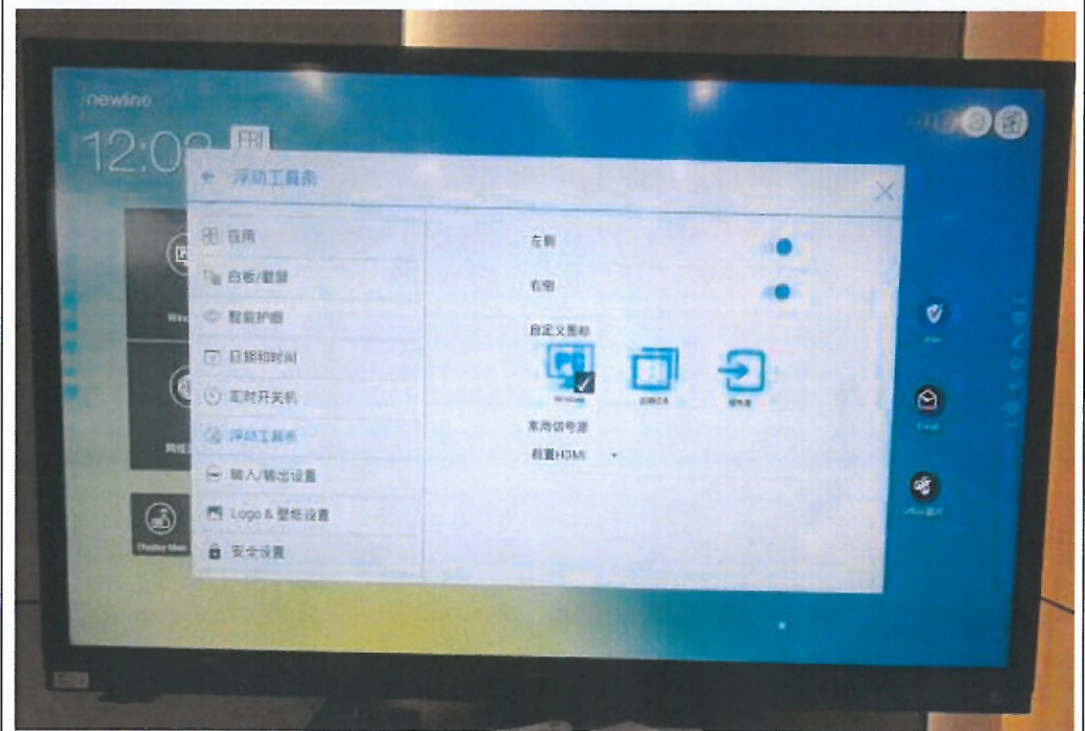 newline
FRI
浮动工具条
应用
白板/截屏
智能护眼
日期和时间
定时开关机
浮动工具条
输入/输出设置
Logo & 壁纸设置
安全设置
左侧
右侧
自定义图标
Windows
常用信号源
前置HDMI